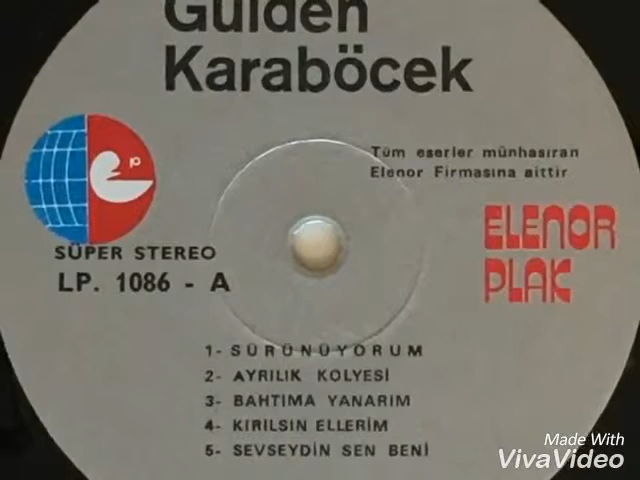 Gülden
Karaböcek
Tüm eserler münhasıran
Elenor Firmasına aittir
SÜPER STEREO
LP. 1086 - A
ELENOR
PLAK
1- SÜRÜNÜYORUM
2- AYRILIK KOLYESİ
3- BAHTIMA YANARIM
4- KIRILSIN ELLERİM
5- SEVSEYDİN SEN BENİ
Made With
VivaVideo